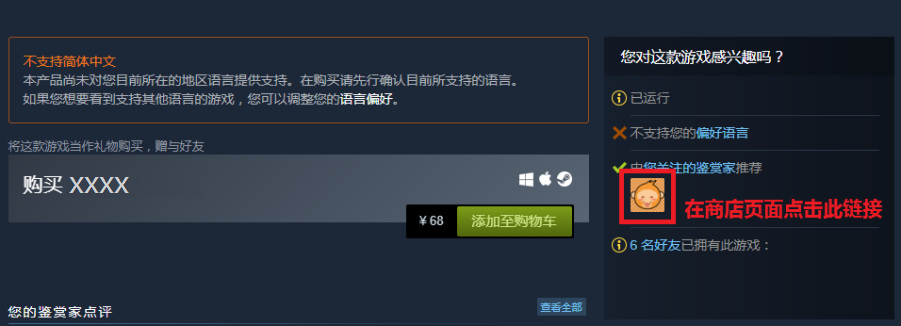 不支持简体中文
本产品尚未对您目前所在的地区语言提供支持。在购买请先行确认目前所支持的语言。
如果您想要看到支持其他语言的游戏，您可以调整您的语言偏好。
将这款游戏当作礼物购买，赠与好友
购买 XXXX
¥ 68
添加至购物车
您的鉴赏家点评
查看全部
您对这款游戏感兴趣吗？
已运行
不支持您的偏好语言
由您关注的鉴赏家推荐
在商店页面点击此链接
6 名好友已拥有此游戏：